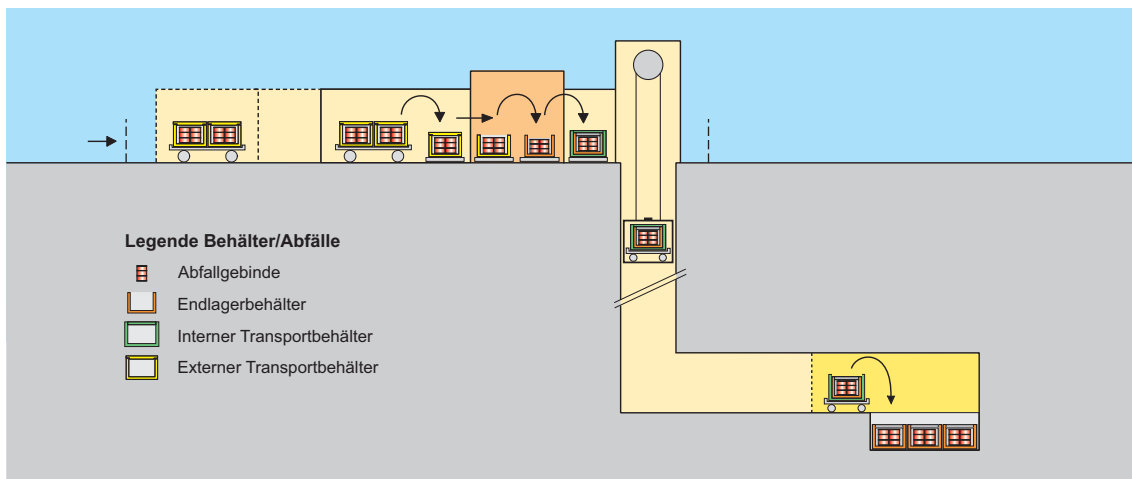 Legende Behälter/Abfälle
Abfallgebinde
Endlagerbehälter
Interner Transportbehälter
Externer Transportbehälter